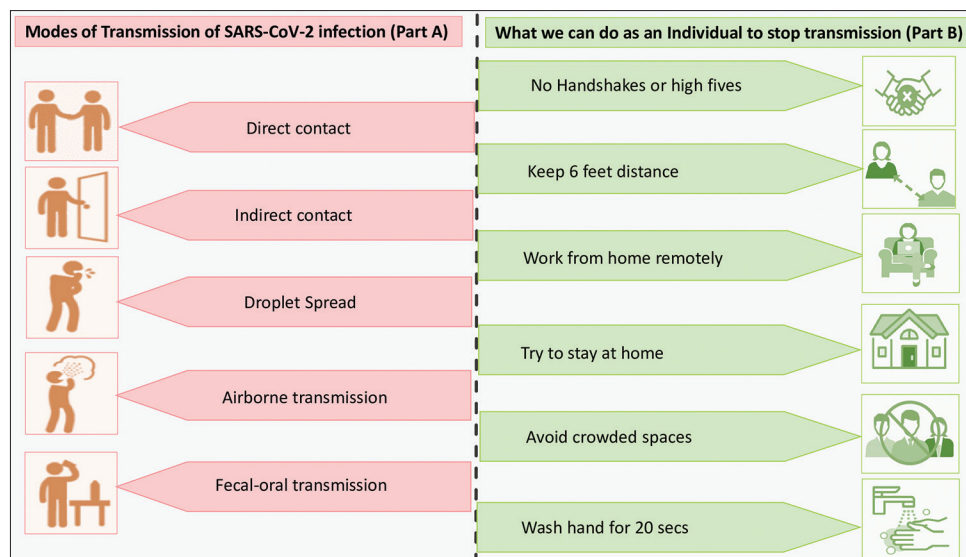 Modes of Transmission of SARS-CoV-2 infection (Part A)
Direct contact
Indirect contact
Droplet Spread
Airborne transmission
Fecal-oral transmission
What we can do as an Individual to stop transmission (Part B)
No Handshakes or high fives
Keep 6 feet distance
Work from home remotely
Try to stay at home
Avoid crowded spaces
Wash hand for 20 secs